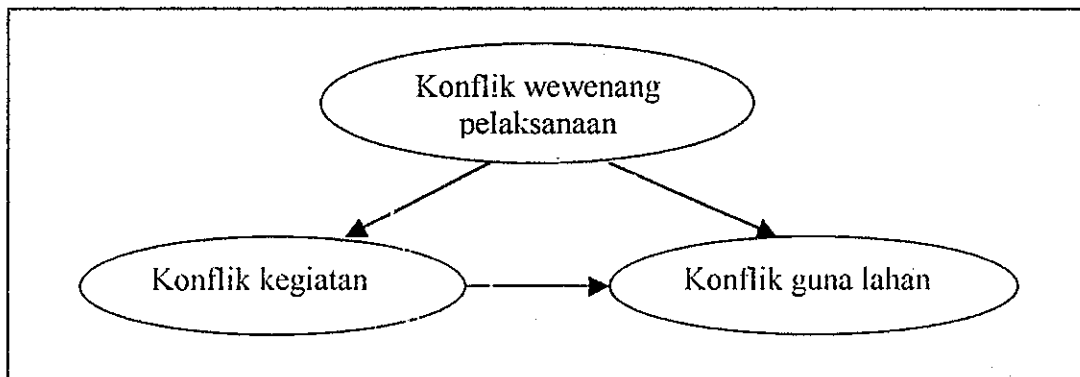 Konflik wewenang
pelaksanaan
Konflik kegiatan
Konflik guna lahan